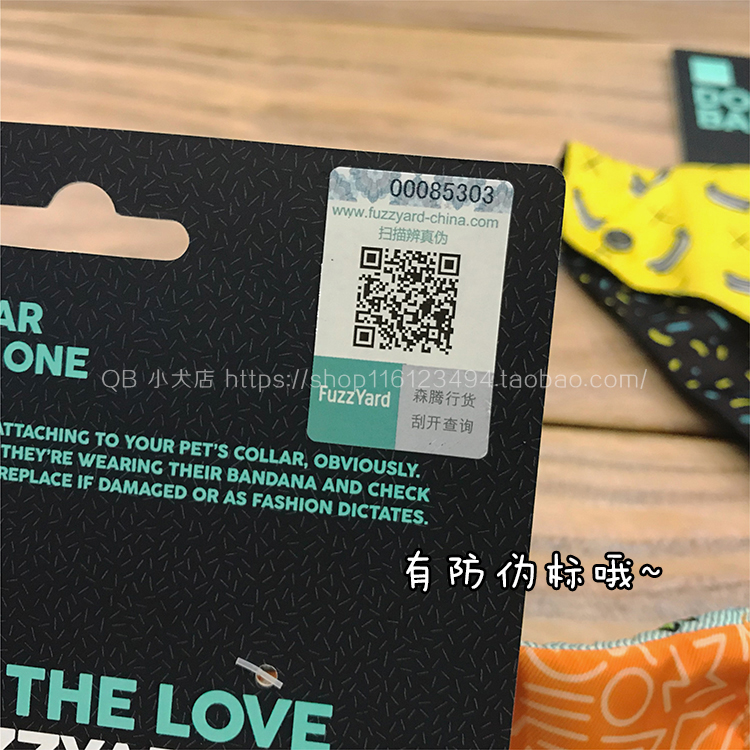 00085303
www.fuzzyard-china.com
扫描辨真伪
FuzzYard
森腾行货
刮开查询
AR
ONE
QB 小犬店 https://shop116123494.taobao.com/
ATTACHING TO YOUR PET'S COLLAR, OBVIOUSLY.
THEY'RE WEARING THEIR BANDANA AND CHECK
REPLACE IF DAMAGED OR AS FASHION DICTATES.
有防伪标哦~
THE LOVE